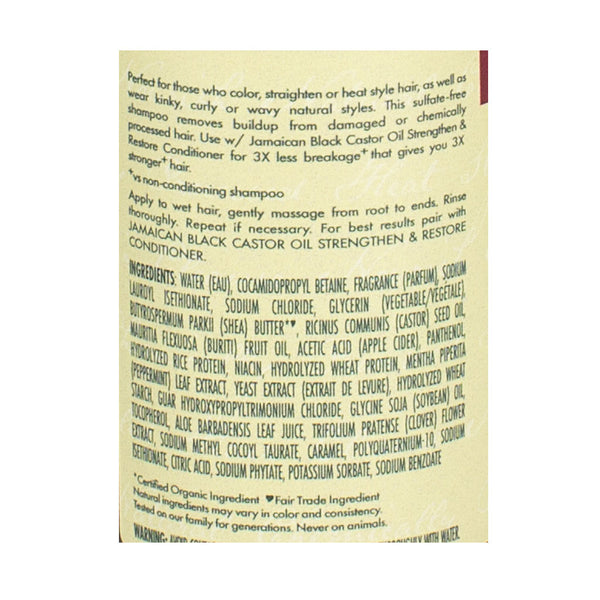 Perfect for those who color, straighten or heat style hair, as well as
wear kinky, curly or wavy natural styles. This sulfate-free
shampoo removes buildup from damaged or chemically
processed hair. Use w/ Jamaican Black Castor Oil Strengthen &
Restore Conditioner for 3X less breakage† that gives you 3X
stronger† hair.
†vs non-conditioning shampoo
Apply to wet hair, gently massage from root to ends. Rinse
thoroughly. Repeat if necessary. For best results pair with
JAMAICAN BLACK CASTOR OIL STRENGTHEN & RESTORE
CONDITIONER.
INGREDIENTS: WATER (EAU), COCAMIDOPROPYL BETAINE, FRAGRANCE (PARFUM), SODIUM
LAUROYL ISETHIONATE, SODIUM CHLORIDE, GLYCERIN (VEGETABLE/VEGETALE),
BUTYROSPERMUM PARKII (SHEA) BUTTER*♥, RICINUS COMMUNIS (CASTOR) SEED OIL,
MAURITIA FLEXUOSA (BURITI) FRUIT OIL, ACETIC ACID (APPLE CIDER), PANTHENOL,
HYDROLYZED RICE PROTEIN, NIACIN, HYDROLYZED WHEAT PROTEIN, MENTHA PIPERITA
(PEPPERMINT) LEAF EXTRACT, YEAST EXTRACT (EXTRAIT DE LEVURE), HYDROLYZED WHEAT
STARCH, GUAR HYDROXYPROPYLTRIMONIUM CHLORIDE, GLYCINE SOJA (SOYBEAN) OIL,
TOCOPHEROL, ALOE BARBADENSIS LEAF JUICE, TRIFOLIUM PRATENSE (CLOVER) FLOWER
EXTRACT, SODIUM METHYL COCOYL TAURATE, CARAMEL, POLYQUATERNIUM-10, SODIUM
ISETHIONATE, CITRIC ACID, SODIUM PHYTATE, POTASSIUM SORBATE, SODIUM BENZOATE
*Certified Organic Ingredient ♥Fair Trade Ingredient
Natural ingredients may vary in color and consistency.
Tested on our family for generations. Never on animals.
WARNING: AVOID WITH WATER.